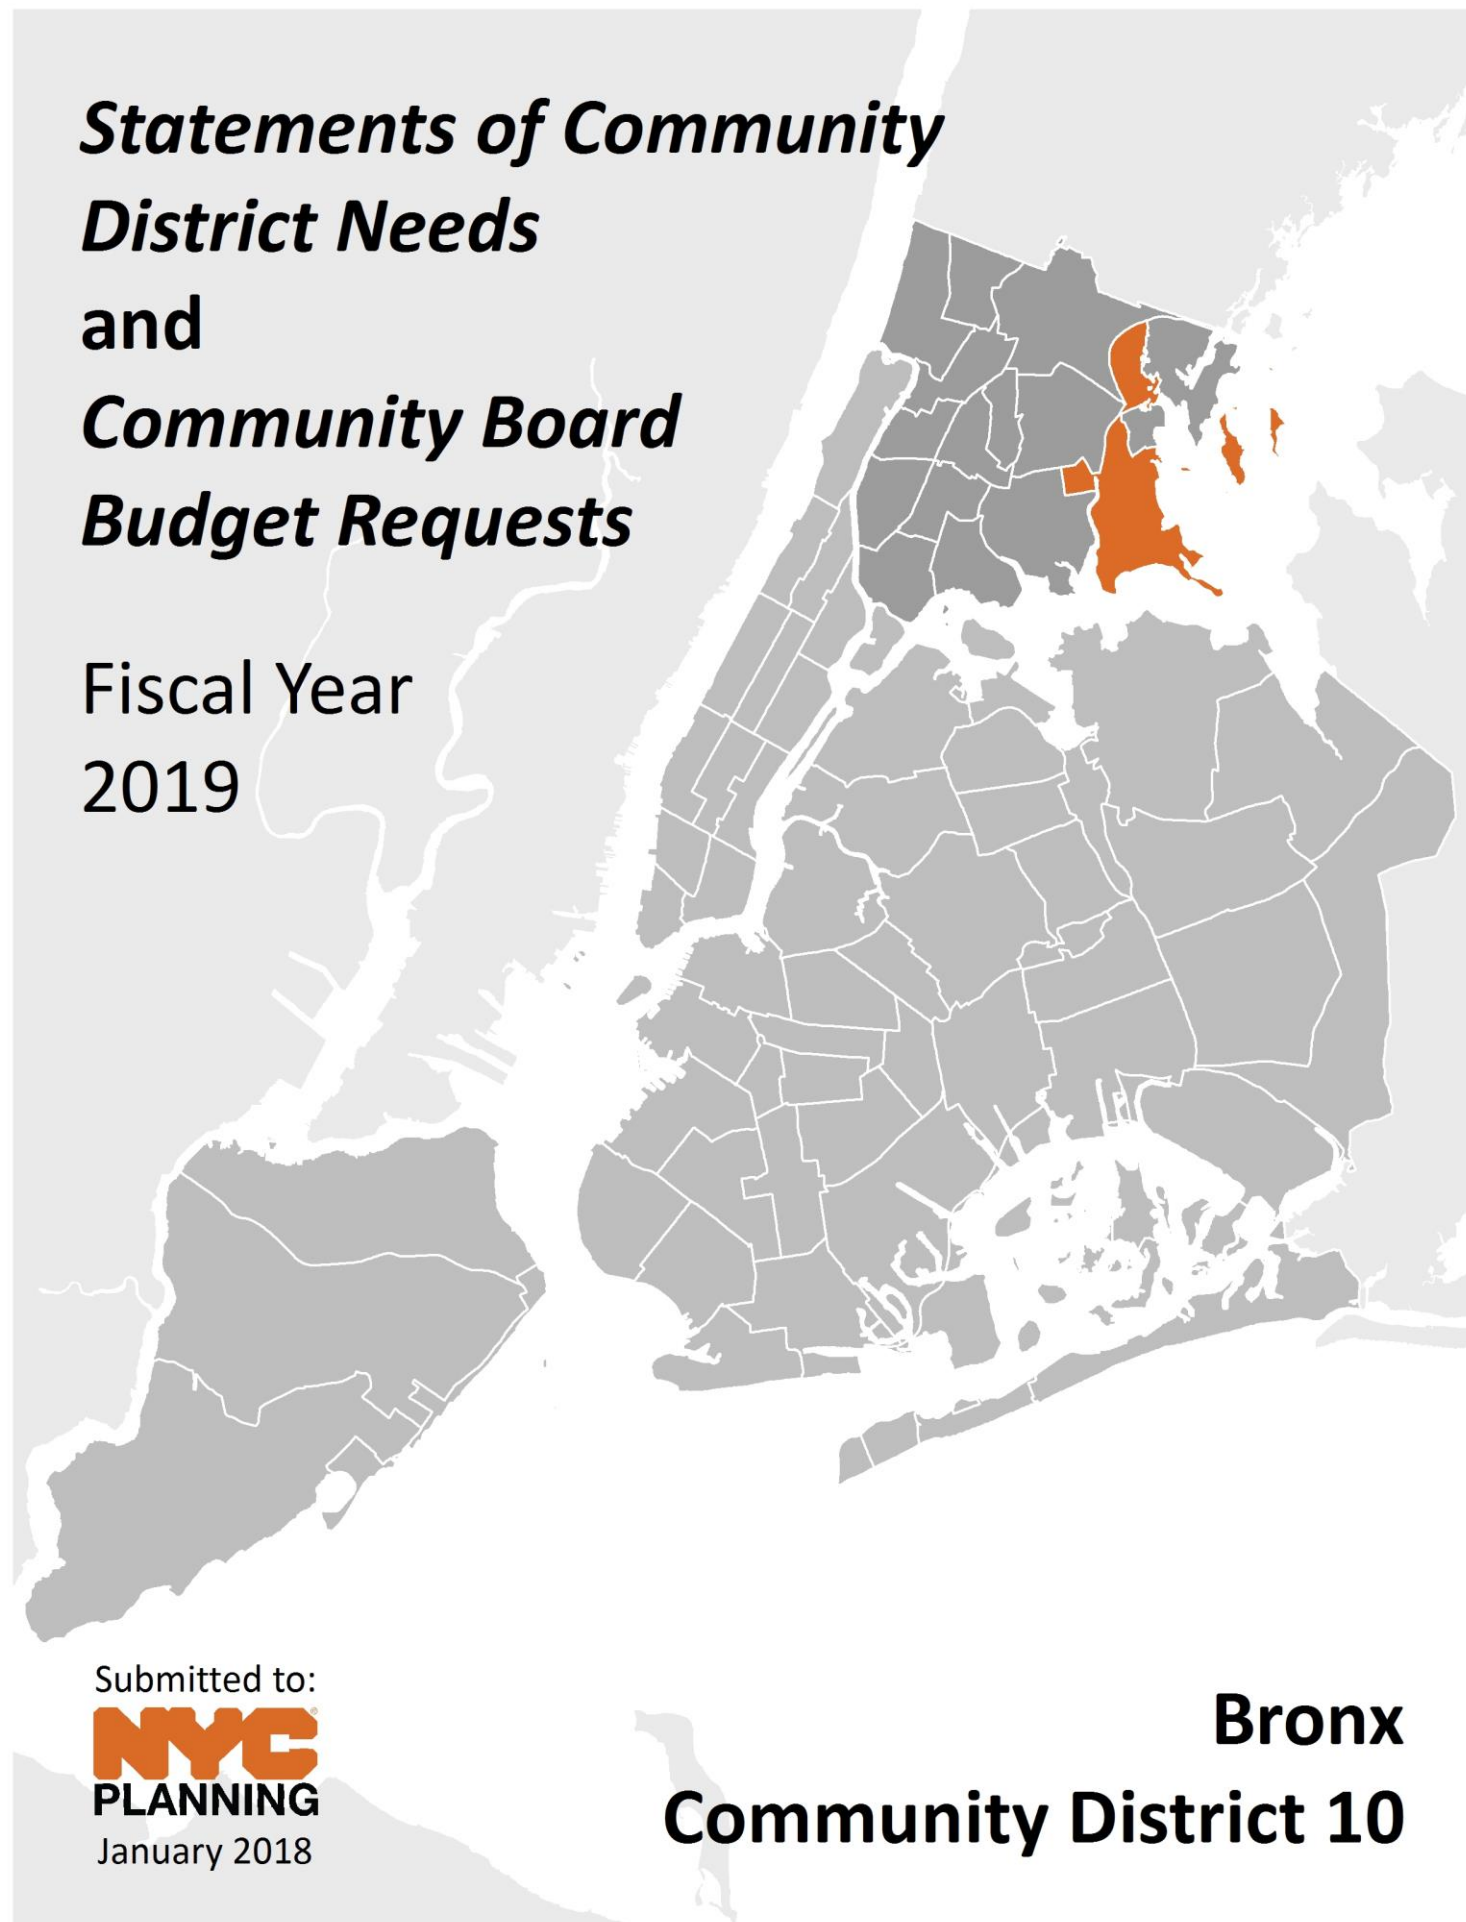 Statements of Community
District Needs
and
Community Board
Budget Requests
Fiscal Year
2019
Submitted to:
NYC®
PLANNING
January 2018
Bronx
Community District 10